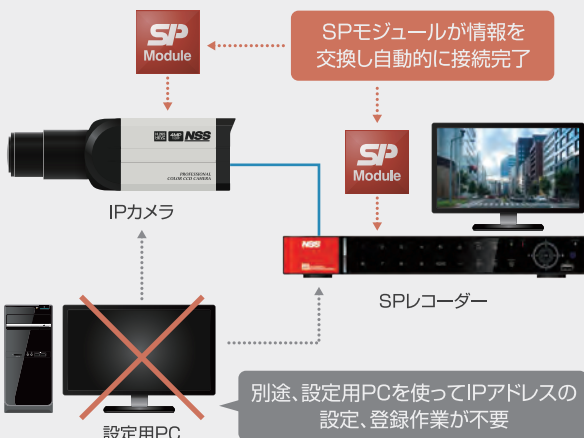 SP
Module
SPモジュールが情報を
交換し自動的に接続完了
4MP
NSS
PROFESSIONAL
COLOR CCD CAMERA
IPカメラ
SP
Module
NSS
SPレコーダー
別途、設定用PCを使ってIPアドレスの
設定、登録作業が不要
設定用PC